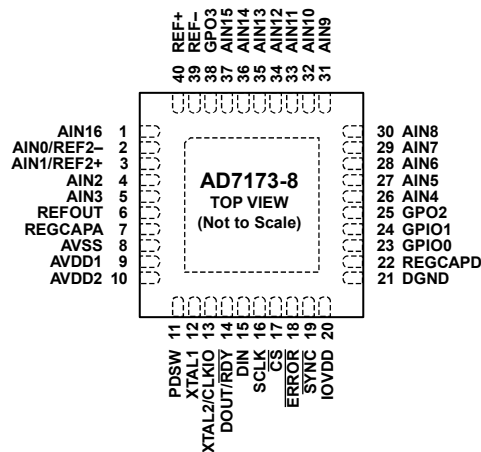 40 REF+
39 REF–
38 GPO3
37 AIN15
36 AIN14
35 AIN13
34 AIN12
33 AIN11
32 AIN10
31 AIN9
AIN16 1
AIN0/REF2– 2
AIN1/REF2+ 3
AIN2 4
AIN3 5
REFOUT 6
REGCAPA 7
AVSS 8
AVDD1 9
AVDD2 10
AD7173-8
TOP VIEW
(Not to Scale)
30 AIN8
29 AIN7
28 AIN6
27 AIN5
26 AIN4
25 GPO2
24 GPIO1
23 GPIO0
22 REGCAPD
21 DGND
PDSW 11
XTAL1 12
XTAL2/CLKIO 13
DOUT/RDY 14
DIN 15
SCLK 16
CS 17
ERROR 18
SYNC 19
IOVDD 20